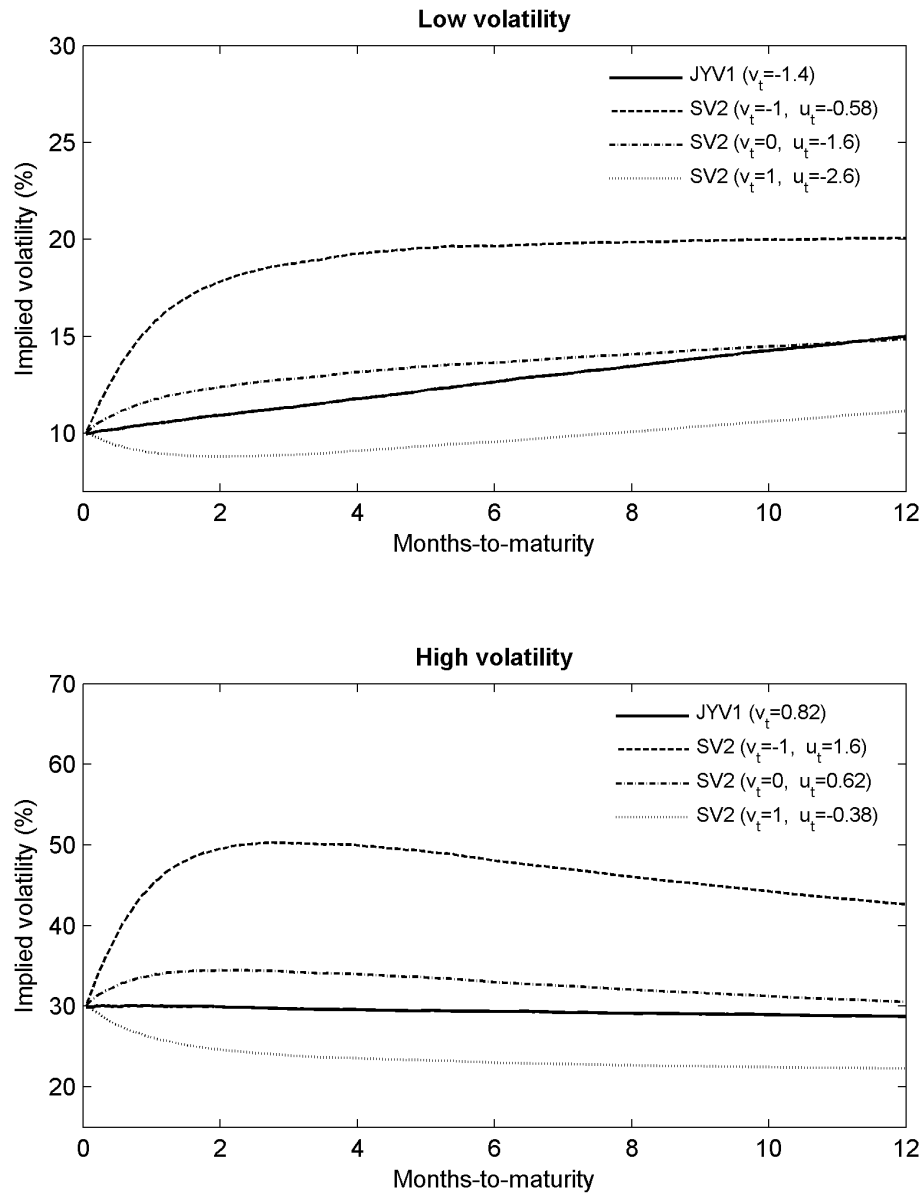 Low volatility
30
25
20
15
10
Implied volatility (%)
JYV1 (vt=-1.4)
SV2 (vt=-1, ut=-0.58)
SV2 (vt=0, ut=-1.6)
SV2 (vt=1, ut=-2.6)
0 2 4 6 8 10 12
Months-to-maturity
High volatility
70
60
50
40
30
20
Implied volatility (%)
JYV1 (vt=0.82)
SV2 (vt=-1, ut=1.6)
SV2 (vt=0, ut=0.62)
SV2 (vt=1, ut=-0.38)
0 2 4 6 8 10 12
Months-to-maturity